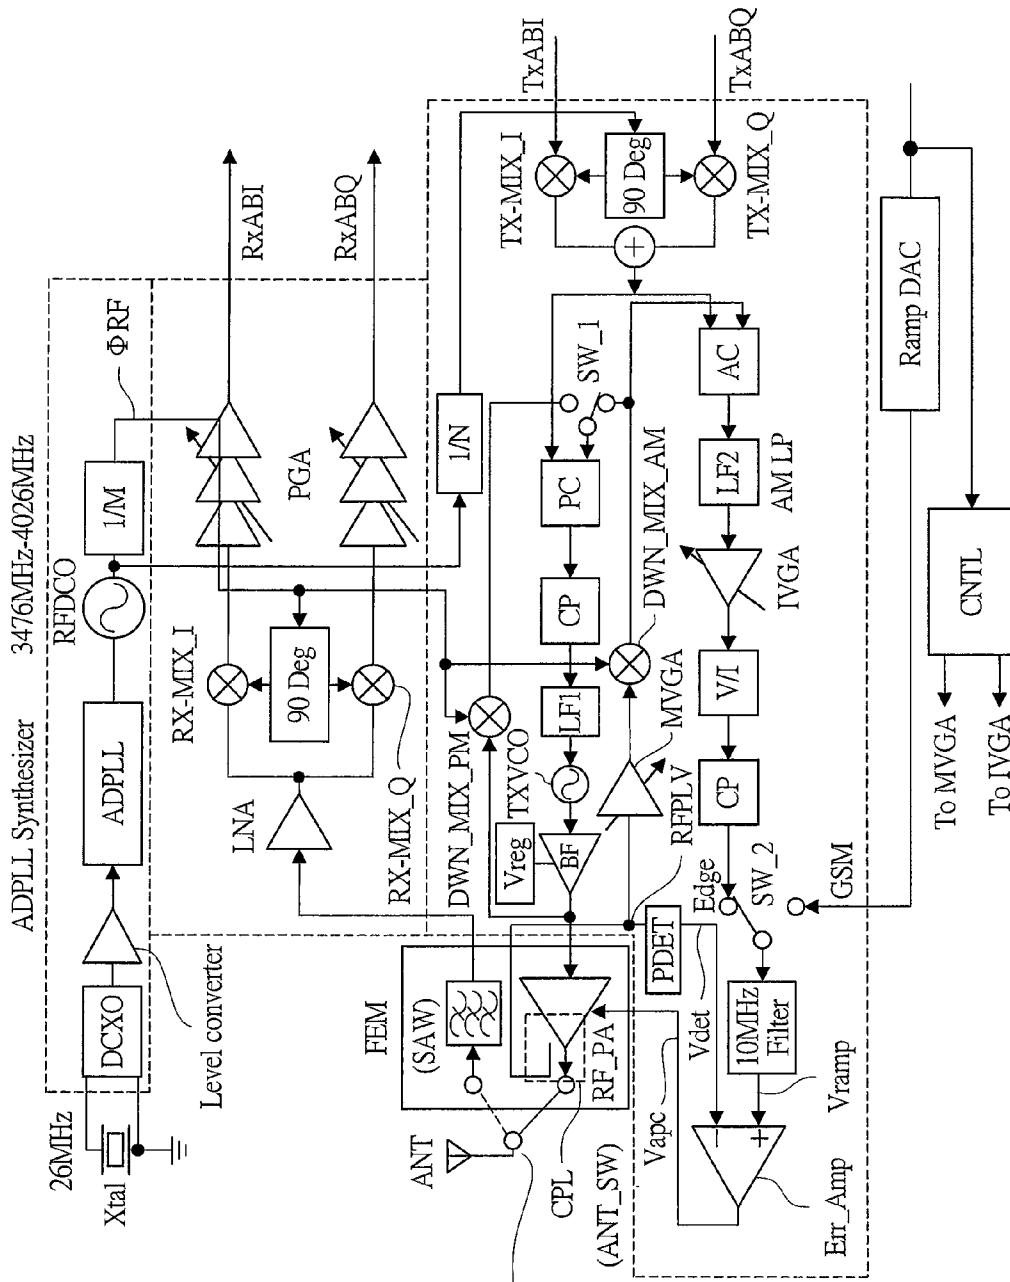 ADPLL Synthesizer
3476MHz-4026MHz
RFDCO
ΦRF
26MHz
Xtal
DCXO
ADPLL
1/M
Level converter
RX-MIX_I
RxABI
PGA
90 Deg
LNA
RX-MIX_Q
RxABQ
FEM
(SAW)
DWN_MIX_PM
1/N
TX-MIX_I
TxABI
ANT
Vreg
TXVCO
BF
LF1
CP
PC
SW_1
90 Deg
TX-MIX_Q
TxABQ
CPL
RF_PA
(ANT_SW)
RFPLV
MVGA
DWN_MIX_AM
PDET
Vapc
Vdet
Edge
CP
V/I
IVGA
LF2
AM LP
AC
SW_2
10MHz
Filter
Vramp
Err_Amp
GSM
Ramp DAC
To MVGA
To IVGA
CNTL